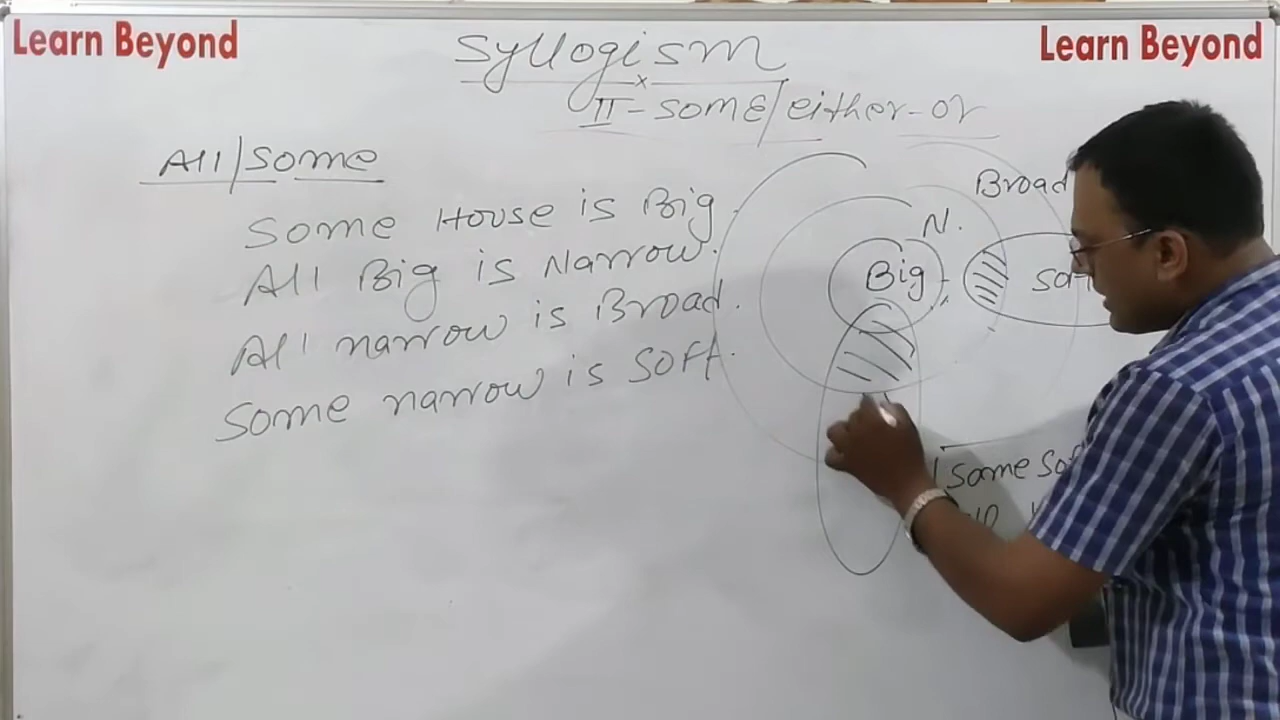 Learn Beyond
Learn Beyond
Syllogism
II - some/either-or
All/some
Some House is Big.
All Big is Narrow.
All narrow is Broad.
Some narrow is soft.
Broad
N.
Big
Some